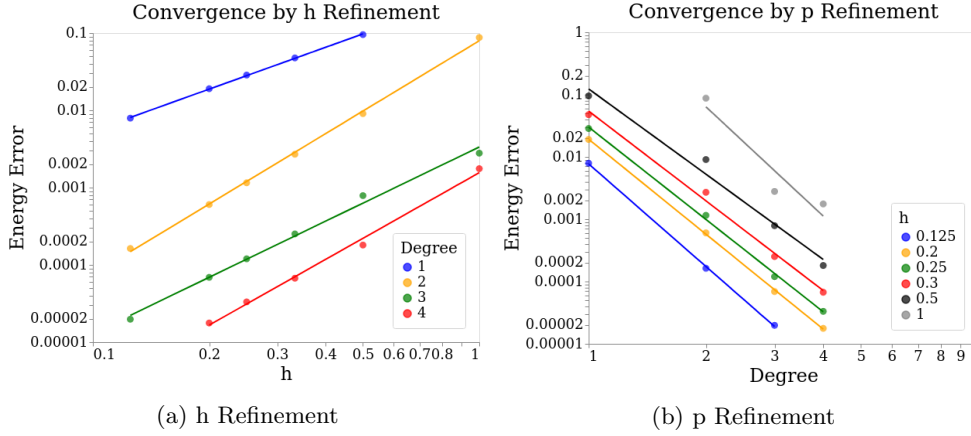 Convergence by h Refinement
Energy Error
0.1
0.02
0.01
0.002
0.001
0.0002
0.0001
0.00002
0.00001
0.1 0.2 0.3 0.4 0.5 0.6 0.70.8 1
h
Degree
1
2
3
4
(a) h Refinement
Convergence by p Refinement
Energy Error
1
0.2
0.1
0.02
0.01
0.002
0.001
0.0002
0.0001
0.00002
0.00001
1 2 3 4 5 6 7 8 9
Degree
h
0.125
0.2
0.25
0.3
0.5
1
(b) p Refinement